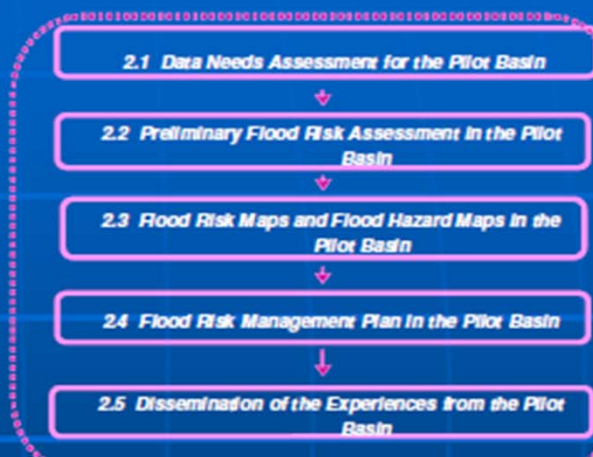 2.1 Data Needs Assessment for the Pilot Basin
2.2 Preliminary Flood Risk Assessment in the Pilot
Basin
2.3 Flood Risk Maps and Flood Hazard Maps in the
Pilot Basin
2.4 Flood Risk Management Plan in the Pilot Basin
2.5 Dissemination of the Experiences from the Pilot
Basin